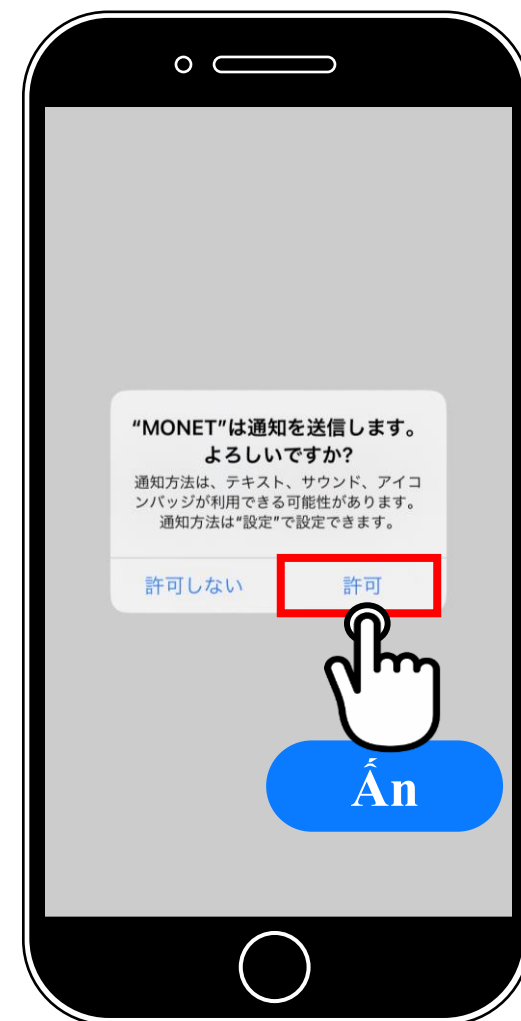 “MONET”は通知を送信します。
よろしいですか?
通知方法は、テキスト、サウンド、アイコ
ンバッジが利用できる可能性があります。
通知方法は“設定”で設定できます。
許可しない 許可
Ấn